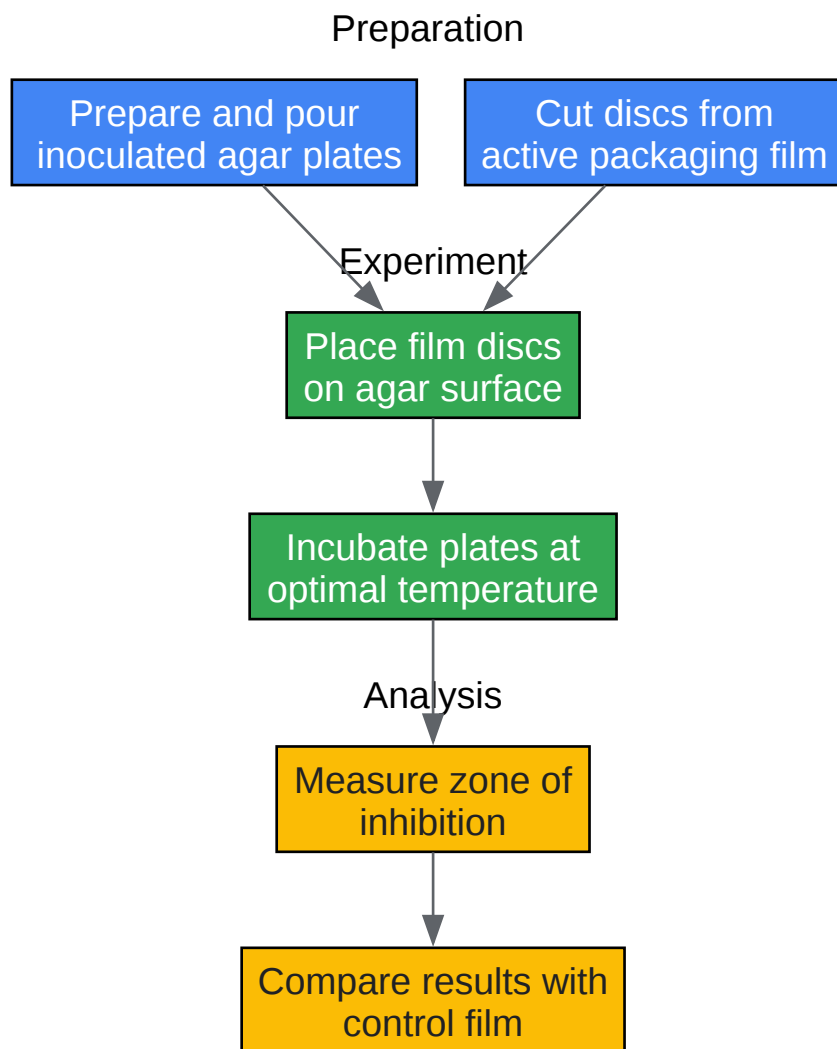 Preparation
Prepare and pour
inoculated agar plates
Cut discs from
active packaging film
Experiment
Place film discs
on agar surface
Incubate plates at
optimal temperature
Analysis
Measure zone of
inhibition
Compare results with
control film